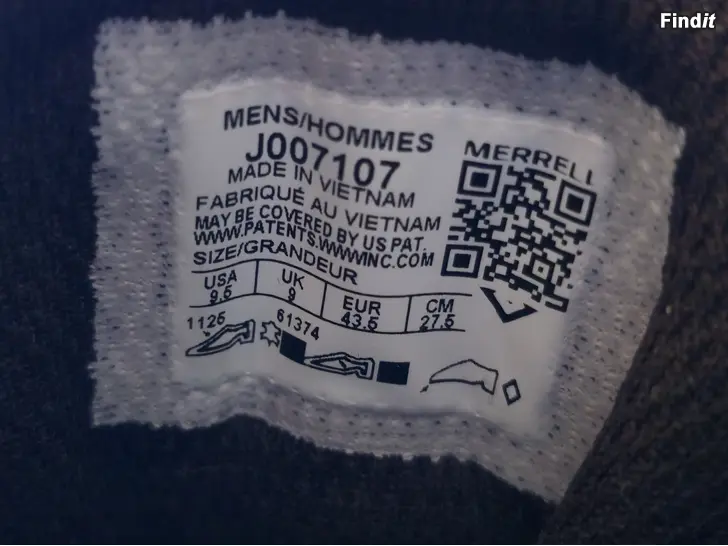 Findit
MENS/HOMMES
J007107
MERRELL
MADE IN VIETNAM
FABRIQUÉ AU VIETNAM
MAY BE COVERED BY US PAT.
WWW.PATENTS.WWWINC.COM
SIZE/GRANDEUR
USA UK EUR CM
9.5 9 43.5 27.5
1125 61374